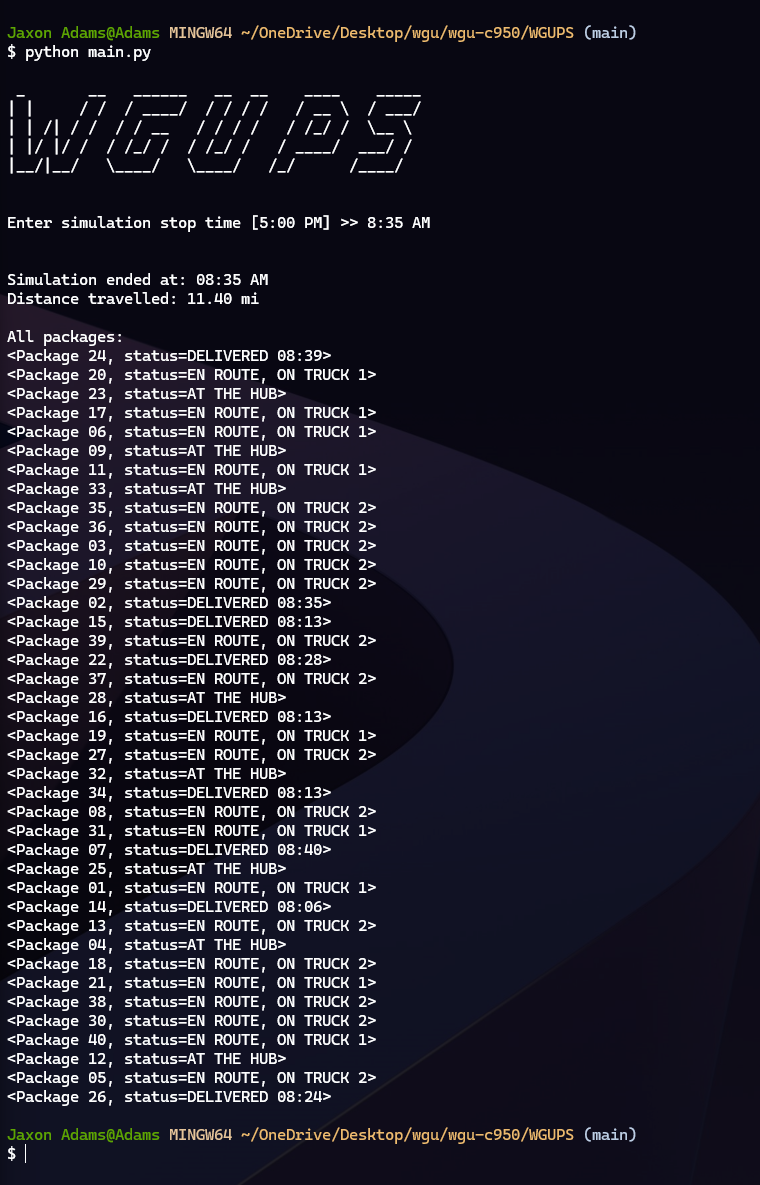 Jaxon Adams@Adams MINGW64 ~/OneDrive/Desktop/wgu/wgu-c950/WGUPS (main)
$ python main.py
WGUPS
Enter simulation stop time [5:00 PM] >> 8:35 AM
Simulation ended at: 08:35 AM
Distance travelled: 11.40 mi
All packages:
<Package 24, status=DELIVERED 08:39>
<Package 20, status=EN ROUTE, ON TRUCK 1>
<Package 23, status=AT THE HUB>
<Package 17, status=EN ROUTE, ON TRUCK 1>
<Package 06, status=EN ROUTE, ON TRUCK 1>
<Package 09, status=AT THE HUB>
<Package 11, status=EN ROUTE, ON TRUCK 1>
<Package 33, status=AT THE HUB>
<Package 35, status=EN ROUTE, ON TRUCK 2>
<Package 36, status=EN ROUTE, ON TRUCK 2>
<Package 03, status=EN ROUTE, ON TRUCK 2>
<Package 10, status=EN ROUTE, ON TRUCK 2>
<Package 29, status=EN ROUTE, ON TRUCK 2>
<Package 02, status=DELIVERED 08:35>
<Package 15, status=DELIVERED 08:13>
<Package 39, status=EN ROUTE, ON TRUCK 2>
<Package 22, status=DELIVERED 08:28>
<Package 37, status=EN ROUTE, ON TRUCK 2>
<Package 28, status=AT THE HUB>
<Package 16, status=DELIVERED 08:13>
<Package 19, status=EN ROUTE, ON TRUCK 1>
<Package 27, status=EN ROUTE, ON TRUCK 2>
<Package 32, status=AT THE HUB>
<Package 34, status=DELIVERED 08:13>
<Package 08, status=EN ROUTE, ON TRUCK 2>
<Package 31, status=EN ROUTE, ON TRUCK 1>
<Package 07, status=DELIVERED 08:40>
<Package 25, status=AT THE HUB>
<Package 01, status=EN ROUTE, ON TRUCK 1>
<Package 14, status=DELIVERED 08:06>
<Package 13, status=EN ROUTE, ON TRUCK 2>
<Package 04, status=AT THE HUB>
<Package 18, status=EN ROUTE, ON TRUCK 2>
<Package 21, status=EN ROUTE, ON TRUCK 1>
<Package 38, status=EN ROUTE, ON TRUCK 2>
<Package 30, status=EN ROUTE, ON TRUCK 2>
<Package 40, status=EN ROUTE, ON TRUCK 1>
<Package 12, status=AT THE HUB>
<Package 05, status=EN ROUTE, ON TRUCK 2>
<Package 26, status=DELIVERED 08:24>
Jaxon Adams@Adams MINGW64 ~/OneDrive/Desktop/wgu/wgu-c950/WGUPS (main)
$